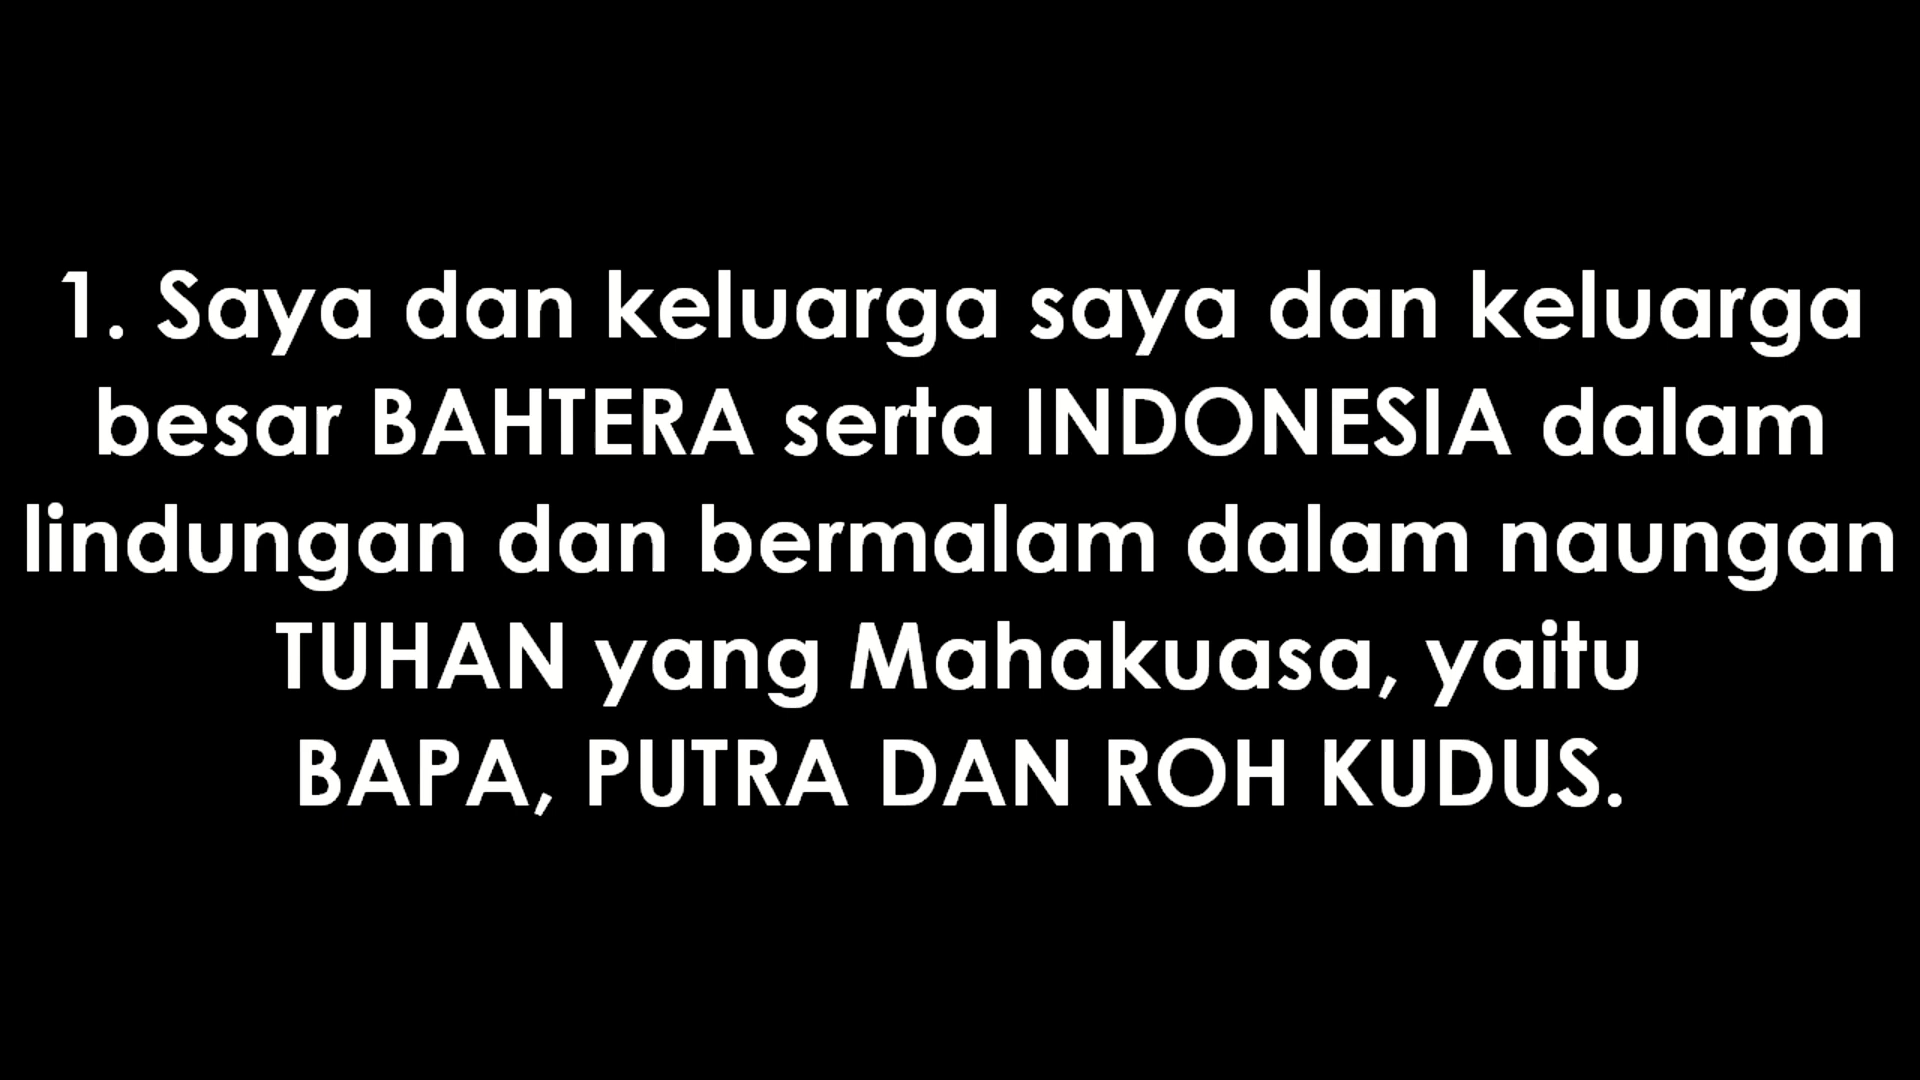 1. Saya dan keluarga saya dan keluarga
besar BAHTERA serta INDONESIA dalam
lindungan dan bermalam dalam naungan
TUHAN yang Mahakuasa, yaitu
BAPA, PUTRA DAN ROH KUDUS.